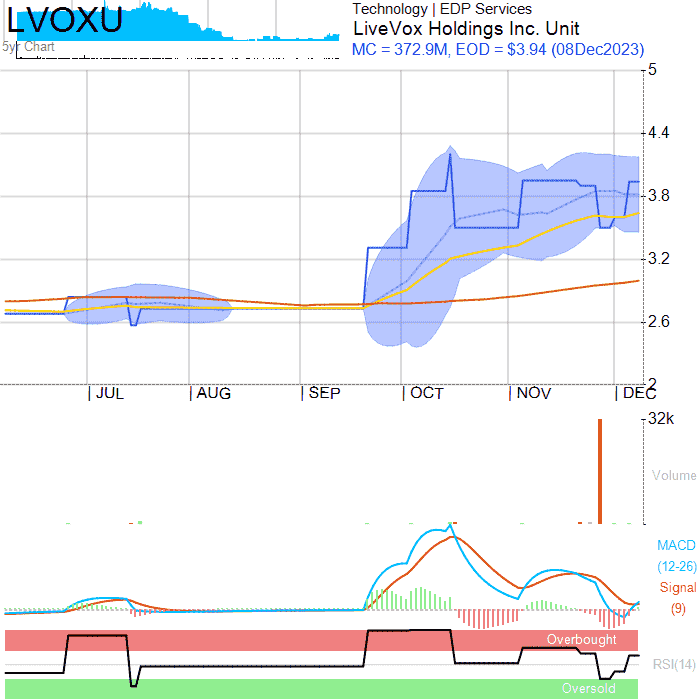 LVOXU
5yr Chart
Technology | EDP Services
LiveVox Holdings Inc. Unit
MC = 372.9M, EOD = $3.94 (08Dec2023)
5
4.4
3.8
3.2
2.6
2
JUL
AUG
SEP
OCT
NOV
DEC
32k
Volume
MACD
(12-26)
Signal
(9)
Overbought
RSI(14)
Oversold